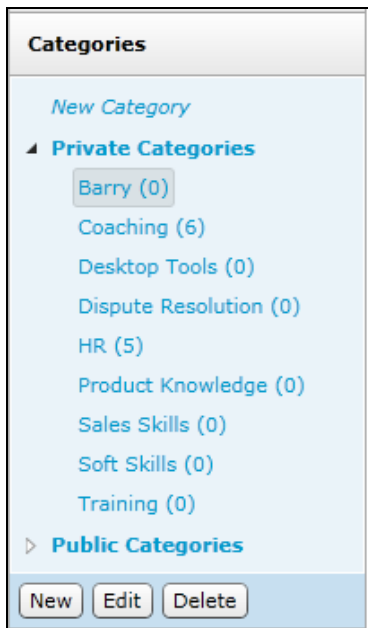 Categories
New Category
Private Categories
Barry (0)
Coaching (6)
Desktop Tools (0)
Dispute Resolution (0)
HR (5)
Product Knowledge (0)
Sales Skills (0)
Soft Skills (0)
Training (0)
Public Categories
New Edit Delete